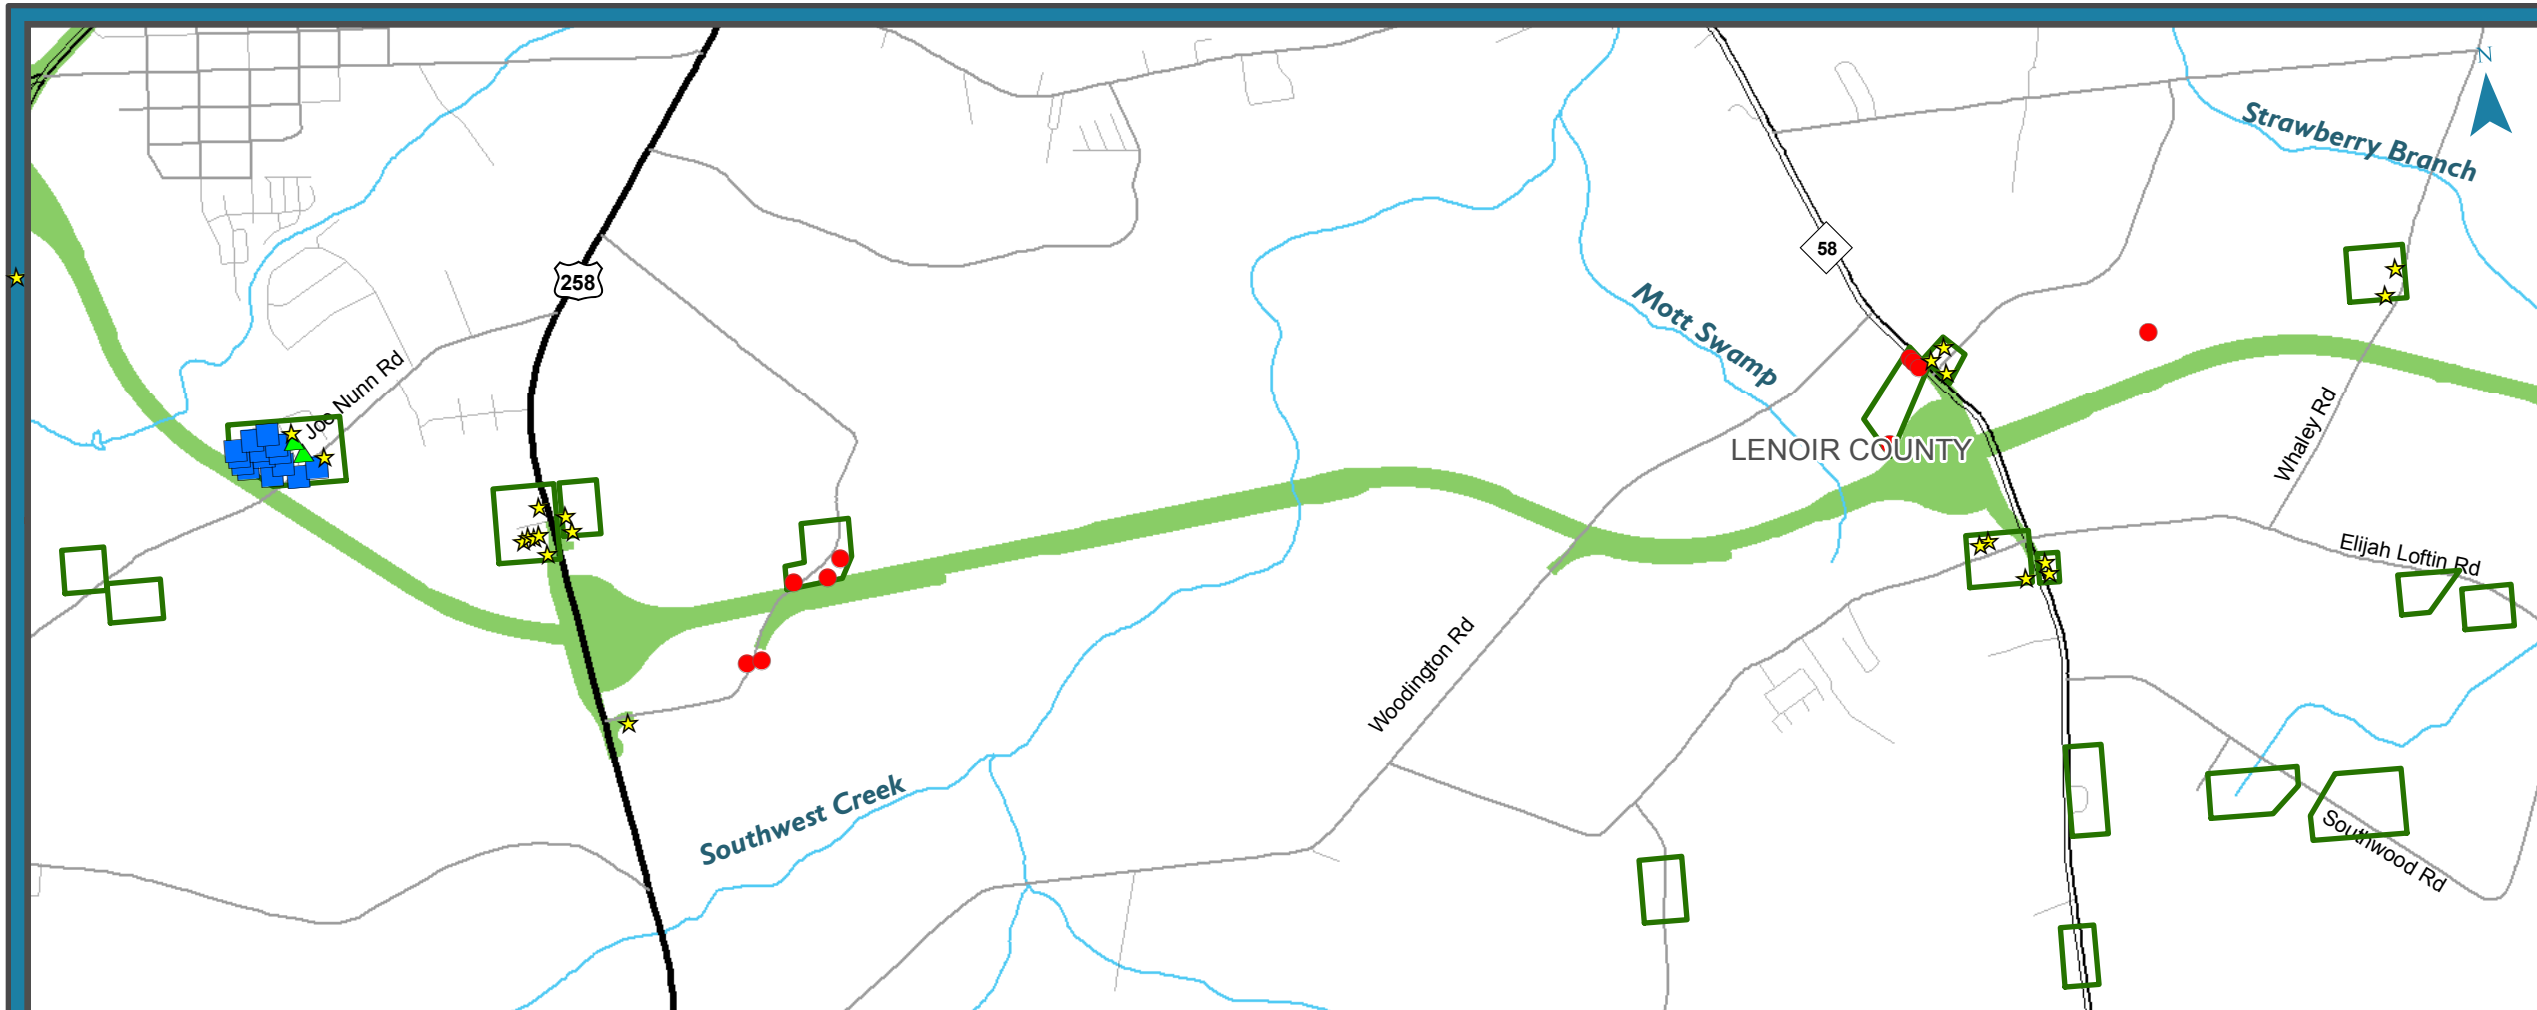 N
Strawberry Branch
58
258
Mott Swamp
Joe Nunn Rd
Whaley Rd
LENOIR COUNTY
Elijah Loftin Rd
Woodington Rd
Southwest Creek
Southwood Rd